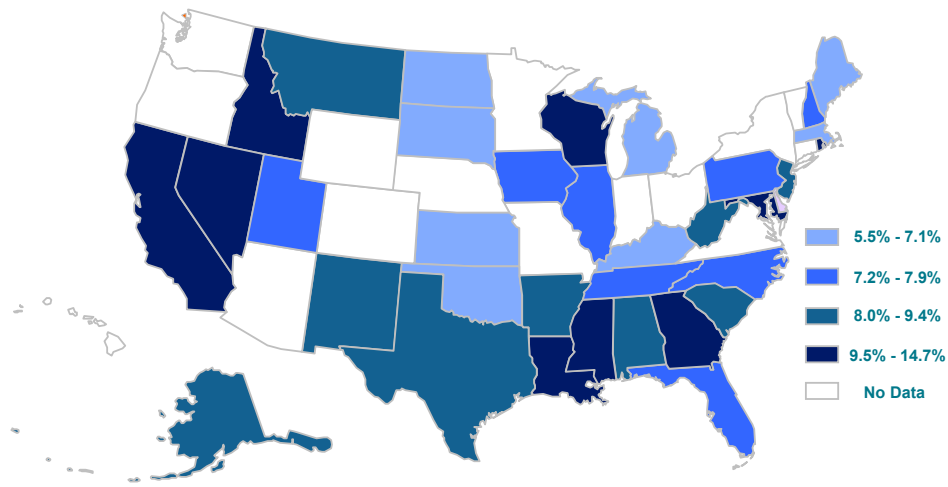 5.5% - 7.1%
7.2% - 7.9%
8.0% - 9.4%
9.5% - 14.7%
No Data